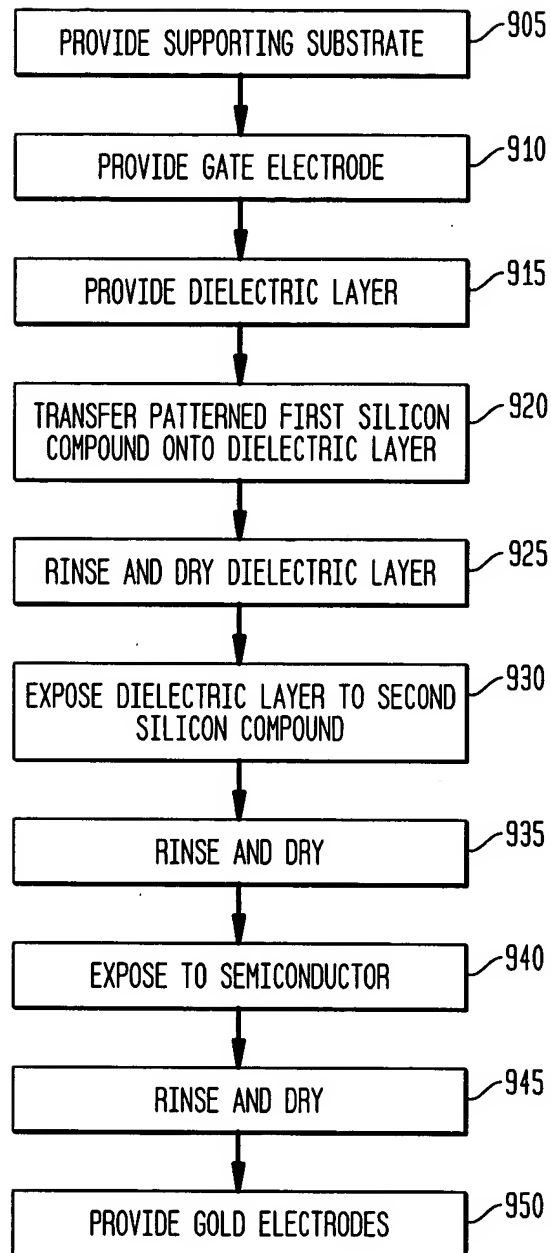 PROVIDE SUPPORTING SUBSTRATE
905
PROVIDE GATE ELECTRODE
910
PROVIDE DIELECTRIC LAYER
915
TRANSFER PATTERNED FIRST SILICON
COMPOUND ONTO DIELECTRIC LAYER
920
RINSE AND DRY DIELECTRIC LAYER
925
EXPOSE DIELECTRIC LAYER TO SECOND
SILICON COMPOUND
930
RINSE AND DRY
935
EXPOSE TO SEMICONDUCTOR
940
RINSE AND DRY
945
PROVIDE GOLD ELECTRODES
950